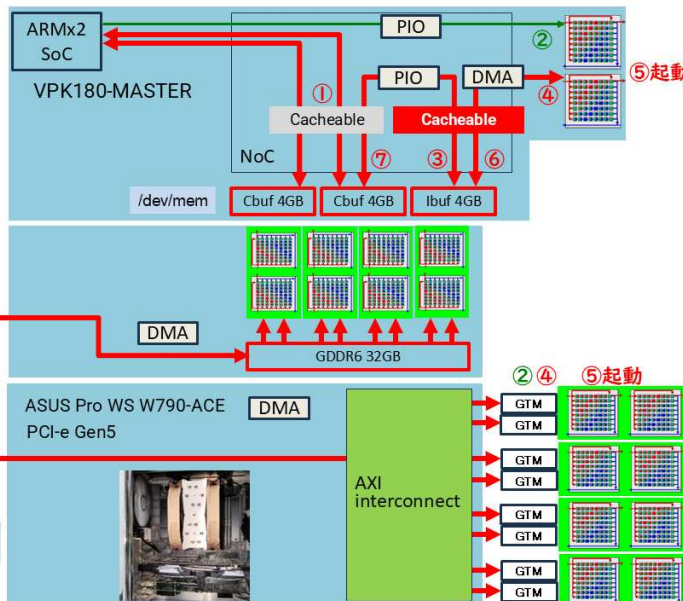 ARMx2
SoC
PIO
②
⑤起動
VPK180-MASTER
①
PIO
DMA
④
Cacheable
Cacheable
NoC
⑦
③
⑥
/dev/mem
Cbuf 4GB
Cbuf 4GB
Ibuf 4GB
DMA
GDDR6 32GB
②④
⑤起動
ASUS Pro WS W790-ACE
DMA
PCI-e Gen5
AXI
interconnect
GTM
GTM
GTM
GTM
GTM
GTM
GTM
GTM